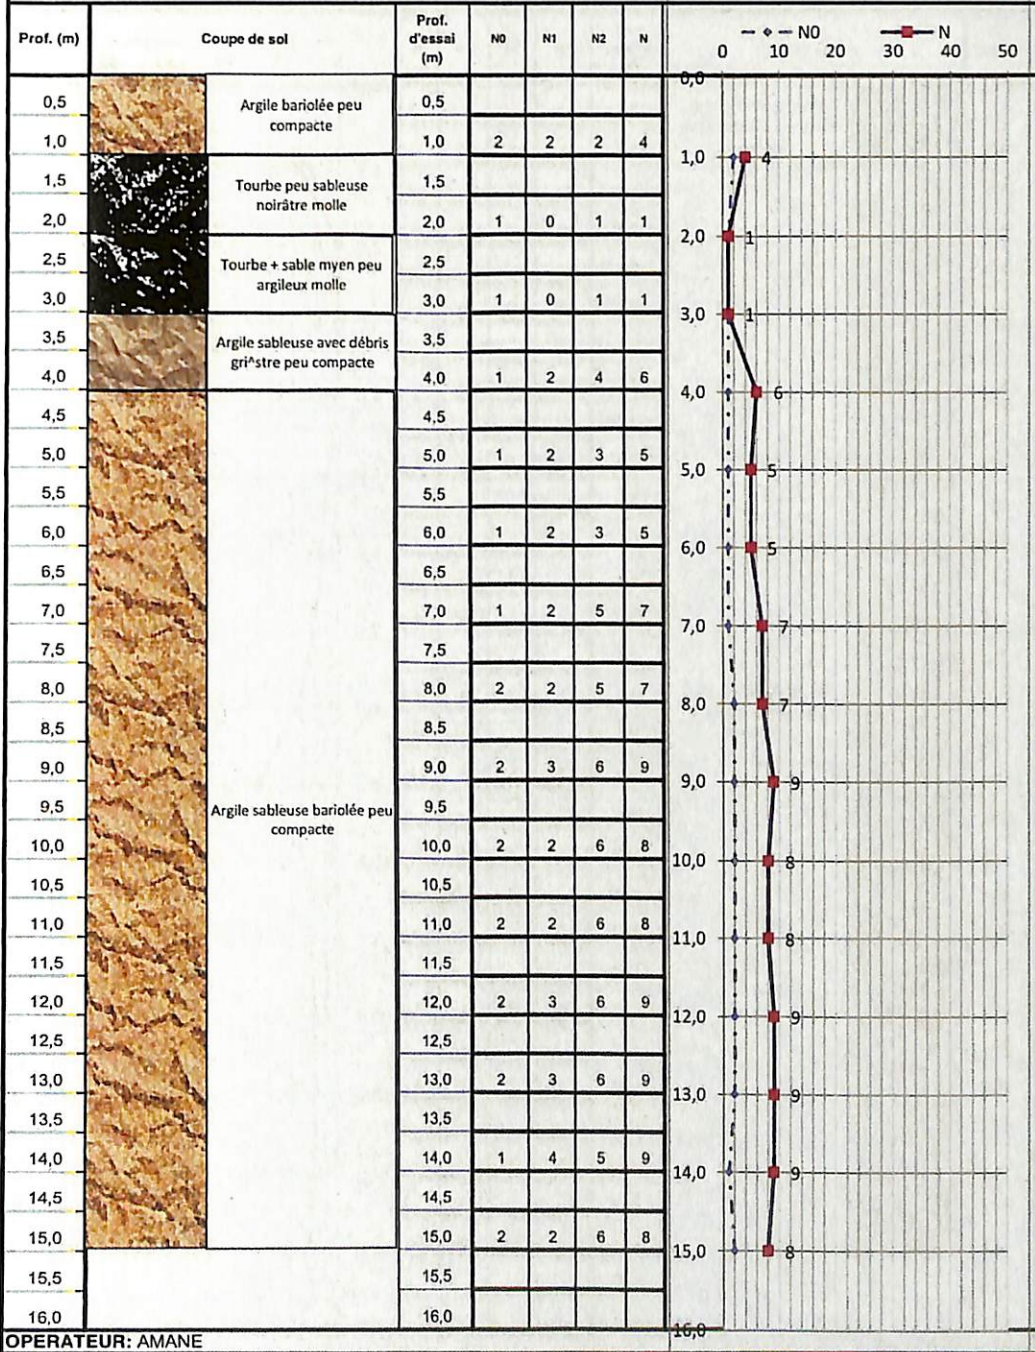 Prof. (m) Coupe de sol Prof. d'essai (m) N0 N1 N2 N
N0 N
0 10 20 30 40 50
0,0
0,5 Argile bariolée peu compacte 0,5
1,0 1,0 2 2 2 4 1,0 4
1,5 Tourbe peu sableuse noirâtre molle 1,5
2,0 2,0 1 0 1 1 2,0 1
2,5 Tourbe + sable myen peu argileux molle 2,5
3,0 3,0 1 0 1 1 3,0 1
3,5 Argile sableuse avec débris gri^stre peu compacte 3,5
4,0 4,0 1 2 4 6 4,0 6
4,5 4,5
5,0 5,0 1 2 3 5 5,0 5
5,5 5,5
6,0 6,0 1 2 3 5 6,0 5
6,5 6,5
7,0 7,0 1 2 5 7 7,0 7
7,5 7,5
8,0 8,0 2 2 5 7 8,0 7
8,5 8,5
9,0 9,0 2 3 6 9 9,0 9
9,5 Argile sableuse bariolée peu compacte 9,5
10,0 10,0 2 2 6 8 10,0 8
10,5 10,5
11,0 11,0 2 2 6 8 11,0 8
11,5 11,5
12,0 12,0 2 3 6 9 12,0 9
12,5 12,5
13,0 13,0 2 3 6 9 13,0 9
13,5 13,5
14,0 14,0 1 4 5 9 14,0 9
14,5 14,5
15,0 15,0 2 2 6 8 15,0 8
15,5 15,5
16,0 16,0 16,0
OPERATEUR: AMANE